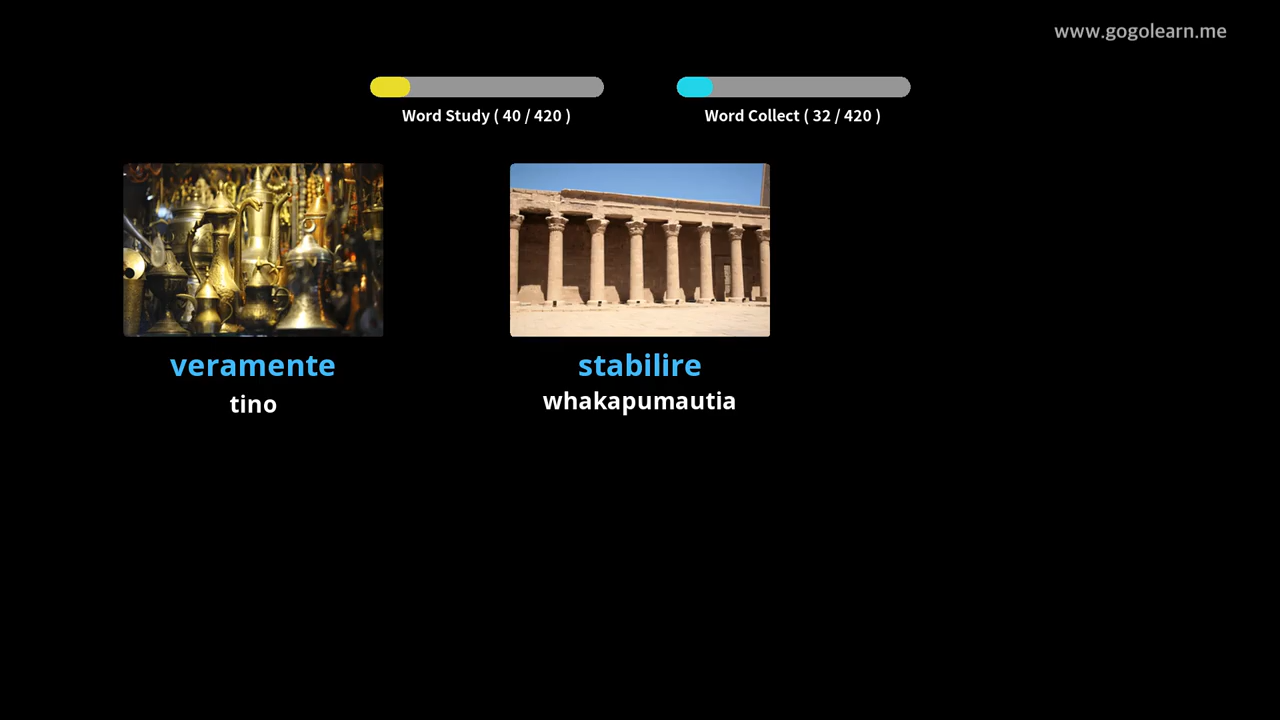 www.gogolearn.me
Word Study ( 40 / 420 )
Word Collect ( 32 / 420 )
veramente
tino
stabilire
whakapumautia